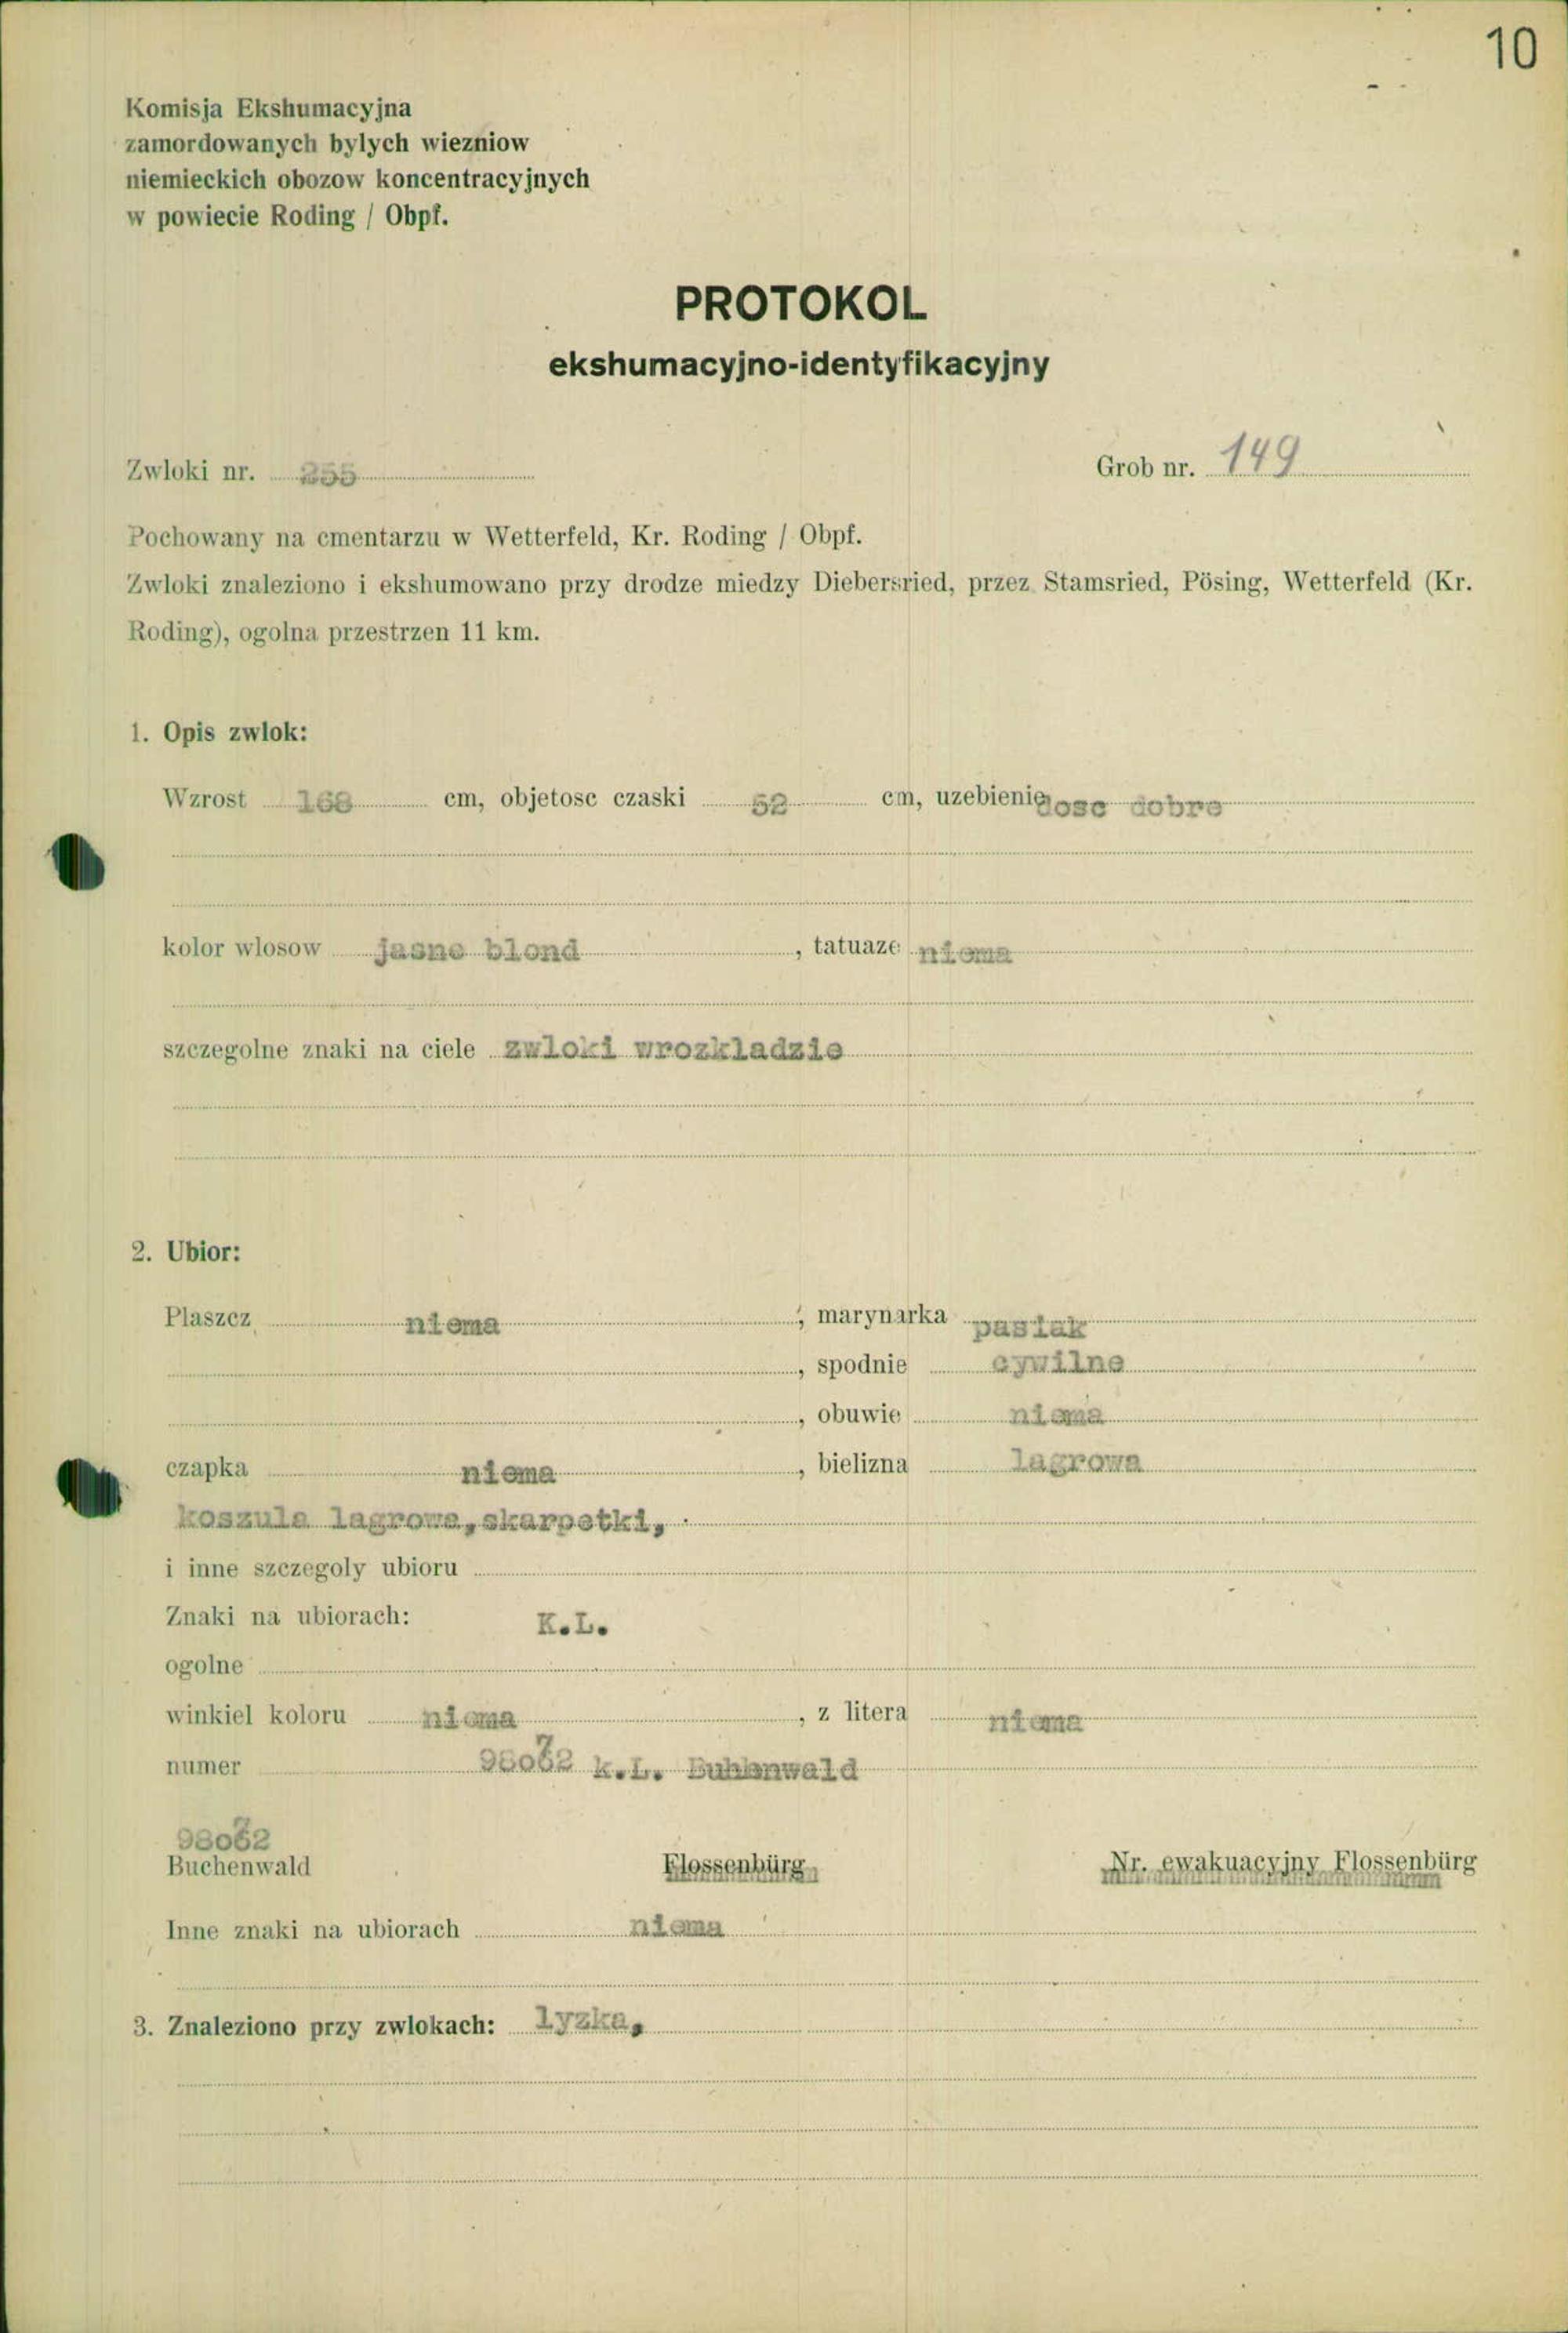 10
Komisja Ekshumacyjna
zamordowanych bylych wiezniow
niemieckich obozow koncentracyjnych
w powiecie Roding / Obpf.
PROTOKOL
ekshumacyjno-identyfikacyjny
Zwloki nr. 255 Grob nr. 149
Pochowany na cmentarzu w Wetterfeld, Kr. Roding / Obpf.
Zwloki znaleziono i ekshumowano przy drodze miedzy Diebersried, przez Stamsried, Pösing, Wetterfeld (Kr.
Roding), ogolna przestrzen 11 km.
1. Opis zwlok:
Wzrost 168 cm, objetosc czaski 52 cm, uzebienie dosc dobre
kolor wlosow jasne blond , tatuaze niema
szczegolne znaki na ciele zwloki wrozkladzie
2. Ubior:
Plaszcz niema , marynarka pasiak
, spodnie cywilne
, obuwie niema
czapka niema , bielizna lagrowa
koszula lagrowa, skarpetki,
i inne szczegoly ubioru
Znaki na ubiorach: K.L.
ogolne
winkiel koloru niema , z litera niema
numer k.L. Buhenwald
Buchenwald Flossenbürg Nr. ewakuacyjny Flossenbürg
Inne znaki na ubiorach niema
3. Znaleziono przy zwlokach: lyzka,